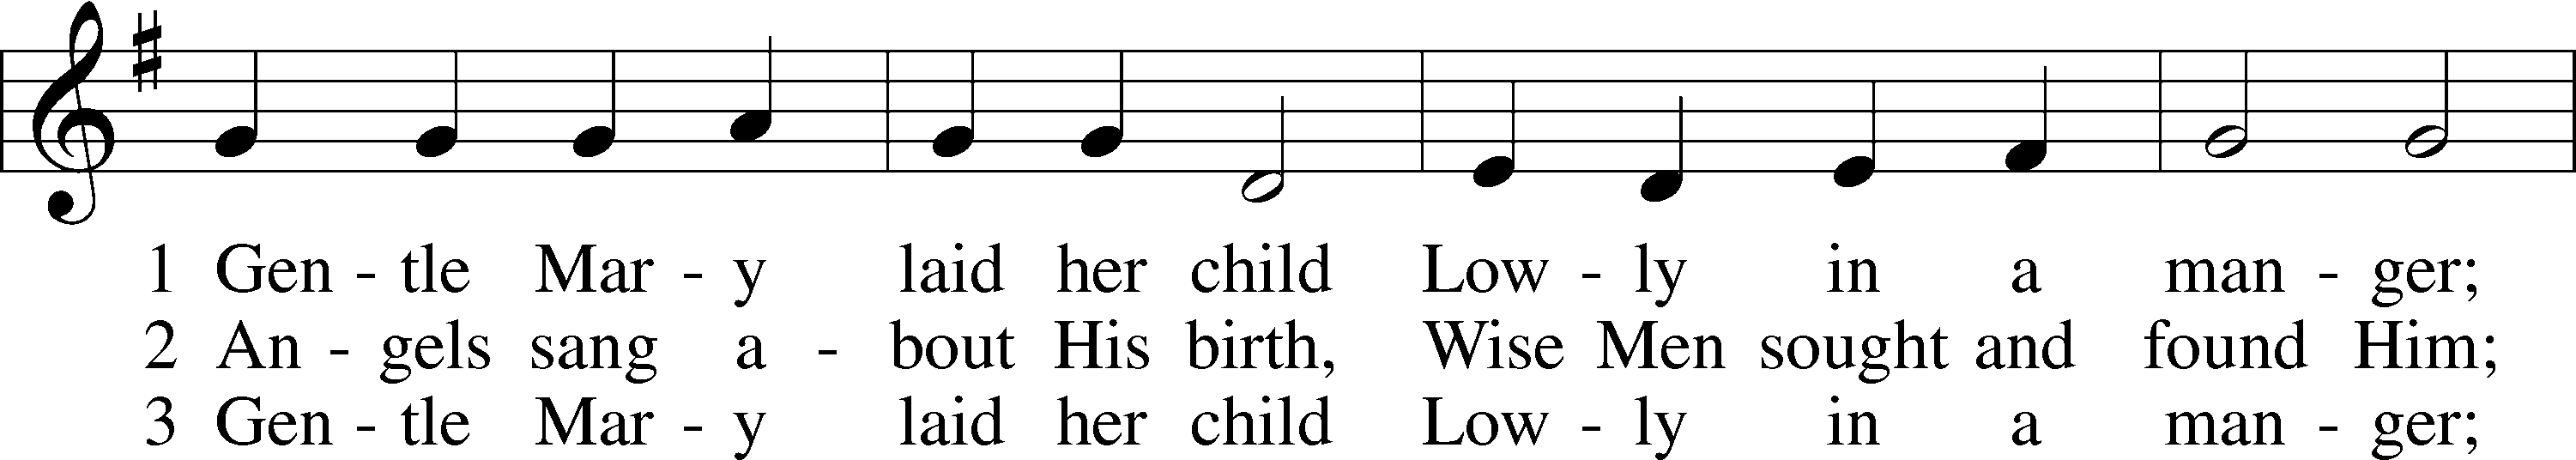 1 Gen - tle Mar - y laid her child Low - ly in a man - ger;
2 An - gels sang a - bout His birth, Wise Men sought and found Him;
3 Gen - tle Mar - y laid her child Low - ly in a man - ger;